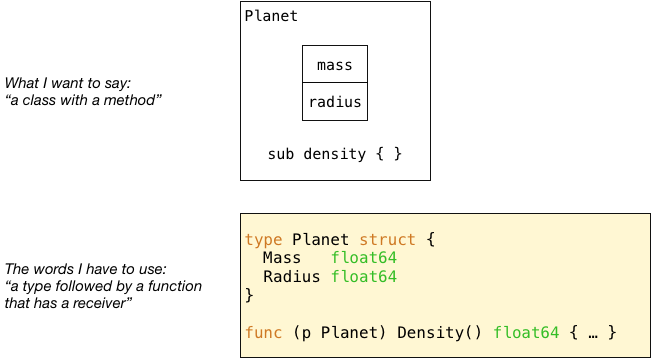 Planet
mass
radius
sub density { }
What I want to say:
“a class with a method”
type Planet struct {
Mass   float64
Radius float64
}
func (p Planet) Density() float64 { … }
The words I have to use:
“a type followed by a function
that has a receiver”